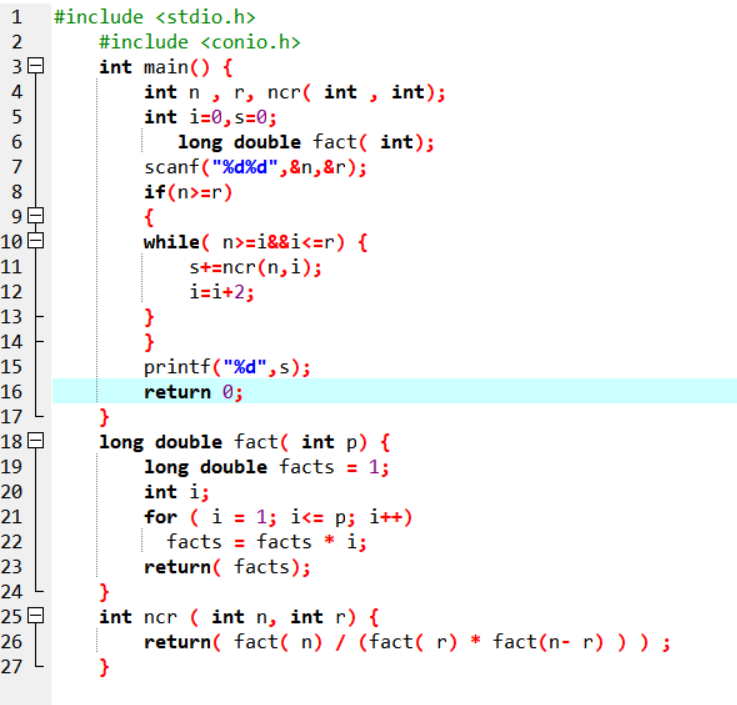 1 #include <stdio.h>
2 #include <conio.h>
3 int main() {
4 int n , r, ncr( int , int);
5 int i=0,s=0;
6 long double fact( int);
7 scanf("%d%d",&n,&r);
8 if(n>=r)
9 {
10 while( n>=i&&i<=r) {
11 s+=ncr(n,i);
12 i=i+2;
13 }
14 }
15 printf("%d",s);
16 return 0;
17 }
18 long double fact( int p) {
19 long double facts = 1;
20 int i;
21 for ( i = 1; i<= p; i++)
22 facts = facts * i;
23 return( facts);
24 }
25 int ncr ( int n, int r) {
26 return( fact( n) / (fact( r) * fact(n- r) ) ) ;
27 }